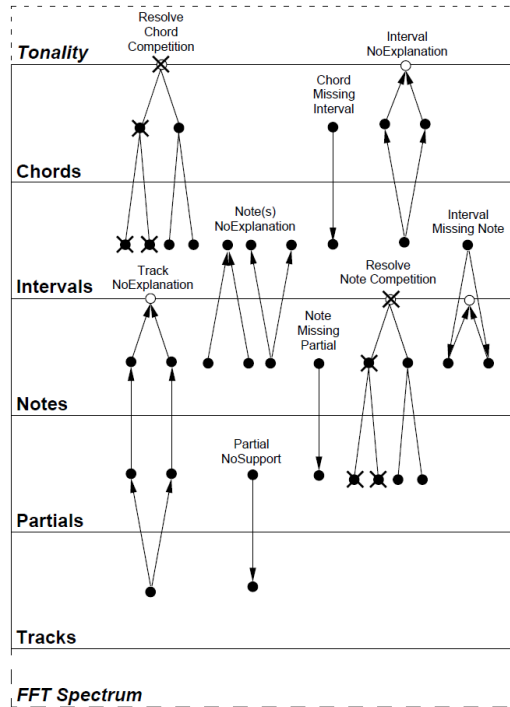 Resolve
Chord
Competition
Interval
NoExplanation
Tonality
Chord
Missing
Interval
Chords
Note(s)
NoExplanation
Interval
Missing Note
Track
NoExplanation
Resolve
Note Competition
Intervals
Note
Missing
Partial
Notes
Partial
NoSupport
Partials
Tracks
FFT Spectrum